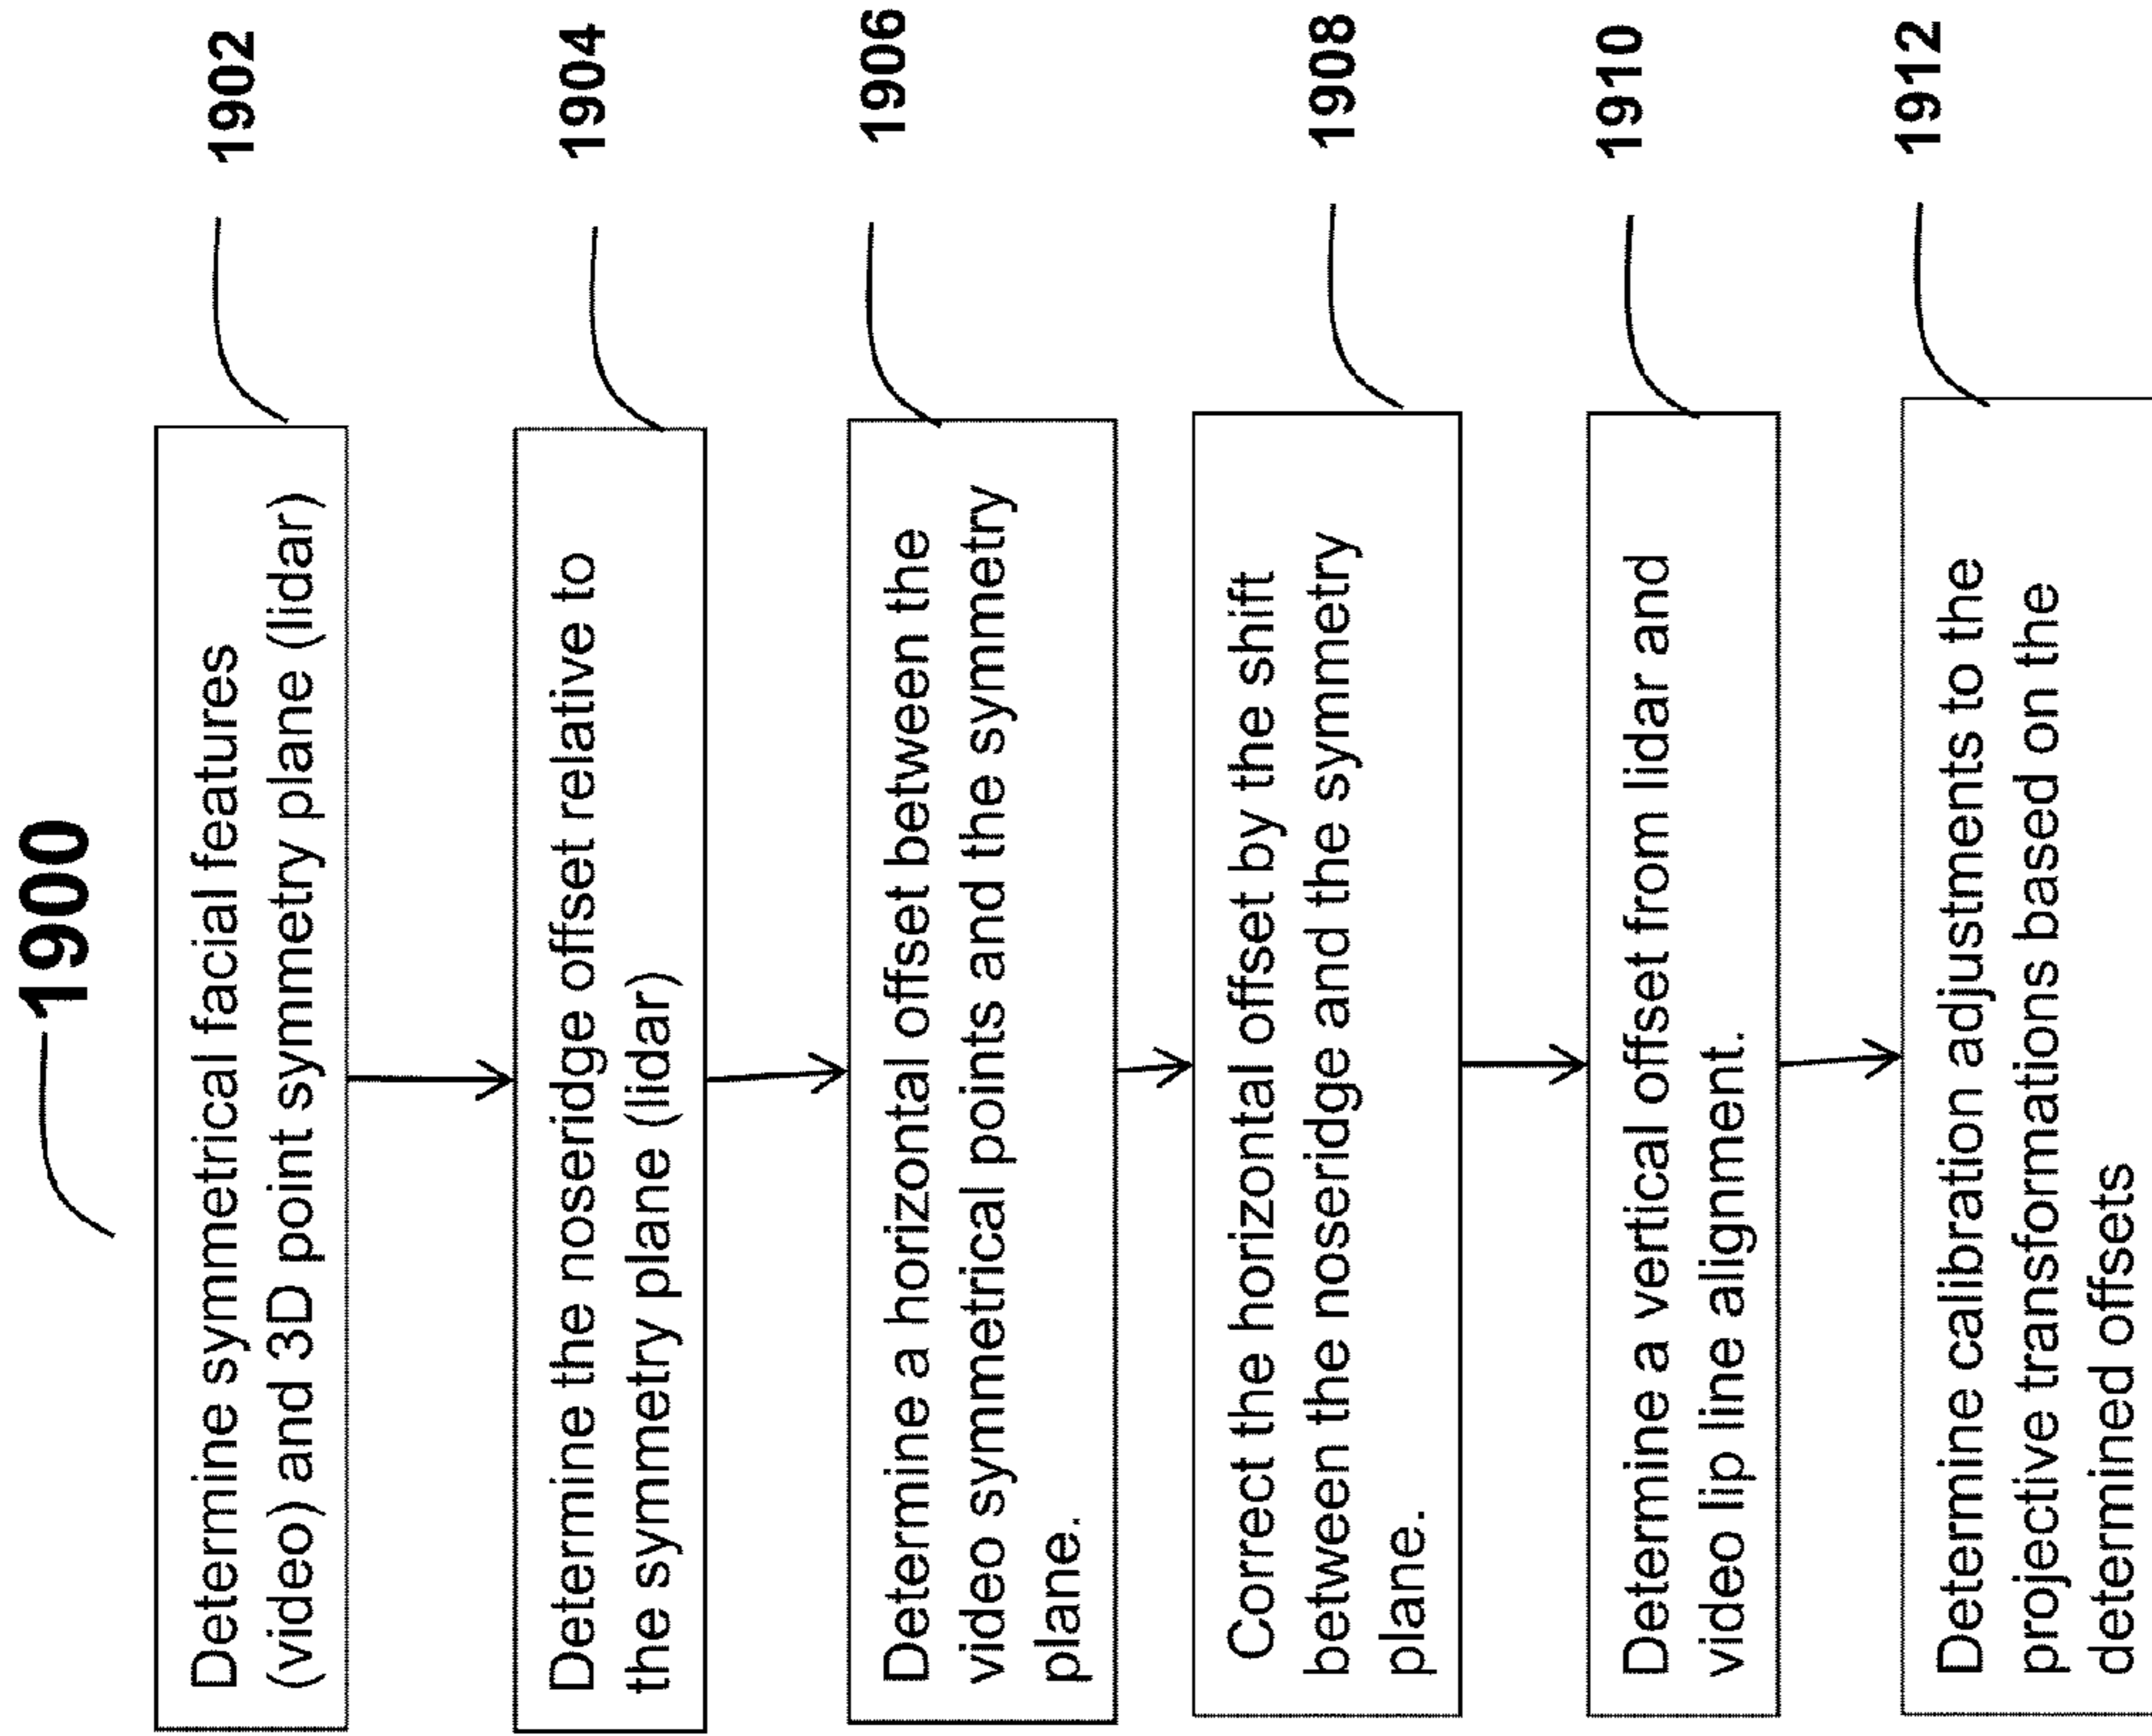 1900
Determine symmetrical facial features
(video) and 3D point symmetry plane (lidar)
1902
Determine the noseridge offset relative to
the symmetry plane (lidar)
1904
Determine a horizontal offset between the
video symmetrical points and the symmetry
plane.
1906
Correct the horizontal offset by the shift
between the noseridge and the symmetry
plane.
1908
Determine a vertical offset from lidar and
video lip line alignment.
1910
Determine calibration adjustments to the
projective transformations based on the
determined offsets
1912